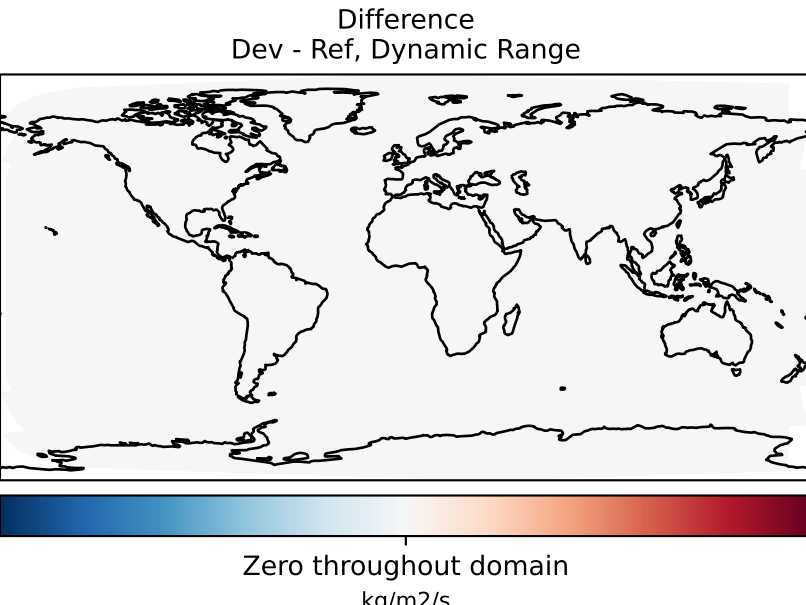 Difference
Dev - Ref, Dynamic Range
Zero throughout domain
kg/m2/s